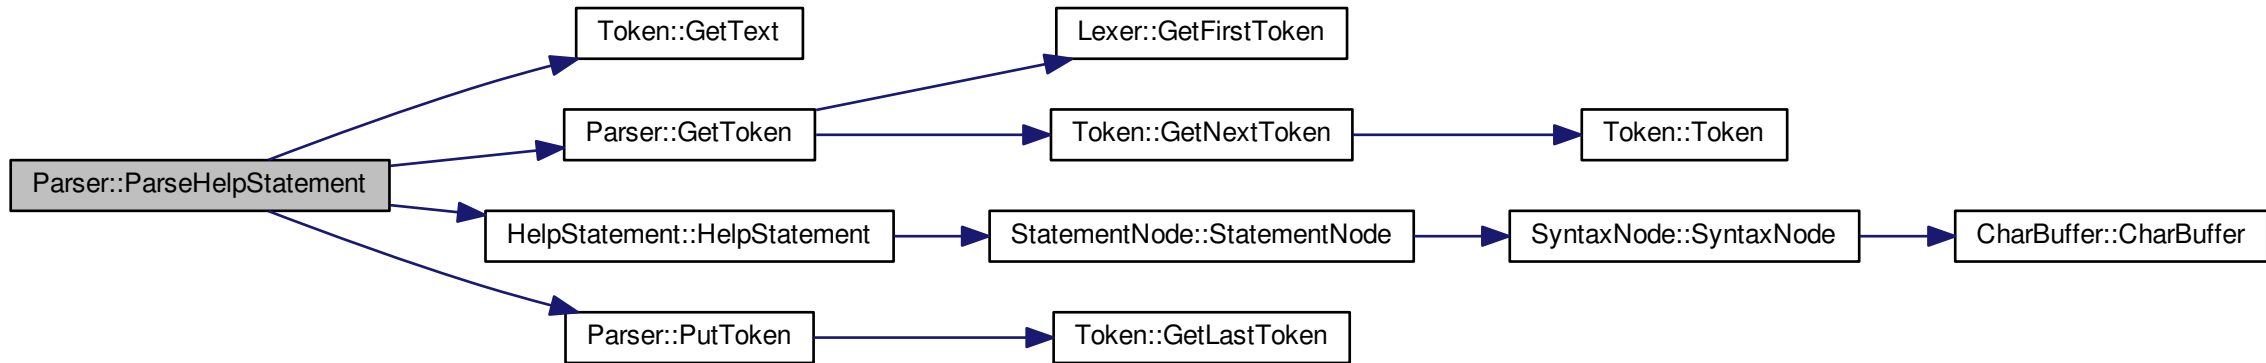 Token::GetText
Lexer::GetFirstToken
Parser::GetToken
Token::GetNextToken
Token::Token
Parser::ParseHelpStatement
HelpStatement::HelpStatement
StatementNode::StatementNode
SyntaxNode::SyntaxNode
CharBuffer::CharBuffer
Parser::PutToken
Token::GetLastToken